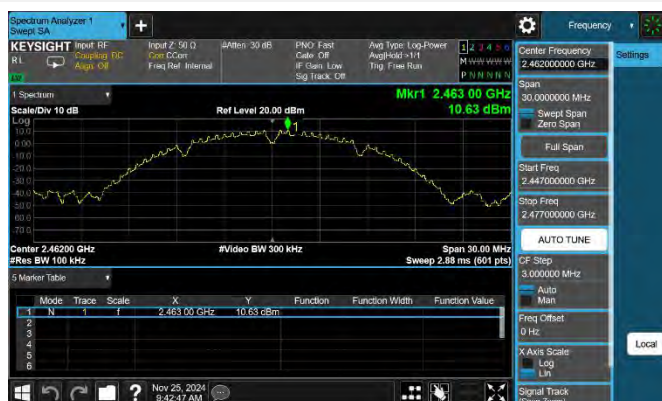 Spectrum Analyzer 1
Swept SA
+
Frequency
KEYSIGHT
Input: RF
Coupling: DC
Align: Off
Input Z: 50 Ω
Corr CCorr
Freq Ref: Internal
#Atten: 30 dB
PNO: Fast
Gate: Off
IF Gain: Low
Sig Track: Off
Avg Type: Log-Power
Avg|Hold:>1/1
Trig: Free Run
1 2 3 4 5 6
M W W W W W
P N N N N N
R L
1 Spectrum
Scale/Div 10 dB
Ref Level 20.00 dBm
Mkr1 2.463 00 GHz
10.63 dBm
Log
10.0
0.00
-10.0
-20.0
-30.0
-40.0
-50.0
-60.0
-70.0
1
Center 2.46200 GHz
#Video BW 300 kHz
Span 30.00 MHz
#Res BW 100 kHz
Sweep 2.88 ms (601 pts)
5 Marker Table
Mode Trace Scale X Y Function Function Width Function Value
1 N 1 f 2.463 00 GHz 10.63 dBm
2
3
4
5
6
Nov 25, 2024
9:42:47 AM
Center Frequency
2.462000000 GHz
Settings
Span
30.0000000 MHz
Swept Span
Zero Span
Full Span
Start Freq
2.447000000 GHz
Stop Freq
2.477000000 GHz
AUTO TUNE
CF Step
3.000000 MHz
Auto
Man
Freq Offset
0 Hz
X Axis Scale
Log
Lin
Local
Signal Track
(Span Zoom)